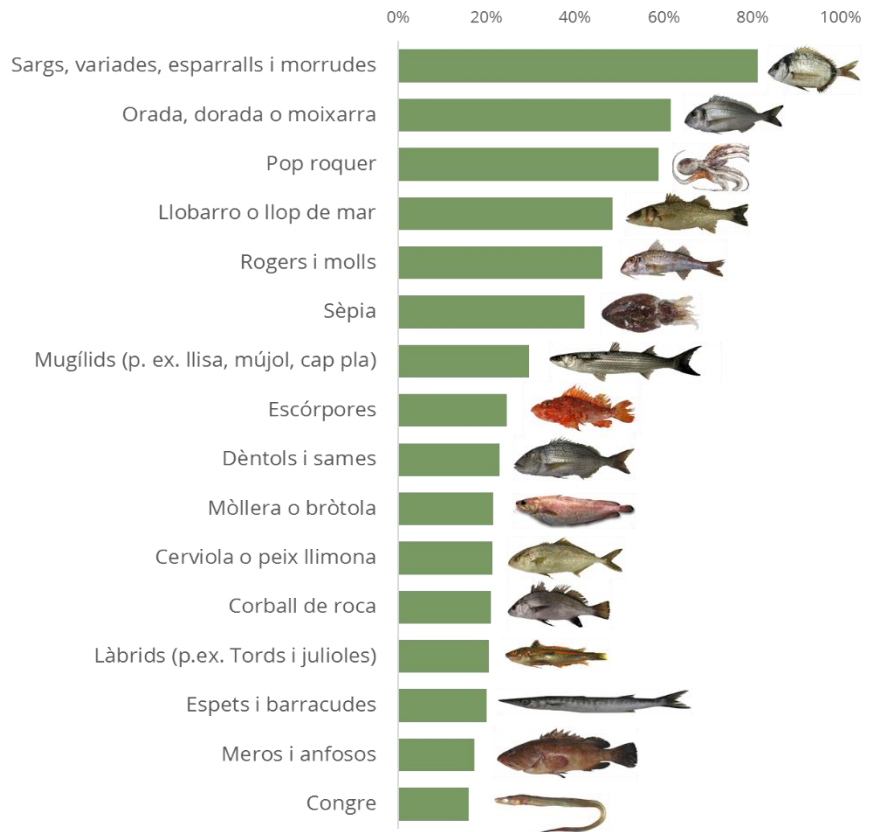 0% 20% 40% 60% 80% 100%
Sargs, variades, esparralls i morrudes
Orada, dorada o moixarra
Pop roquer
Llobarro o llop de mar
Rogers i molls
Sèpia
Mugílids (p. ex. llisa, mújol, cap pla)
Escórpores
Dèntols i sames
Mòllera o bròtola
Cerviola o peix llimona
Corball de roca
Làbrids (p.ex. Tords i julioles)
Espets i barracudes
Meros i anfosos
Congre